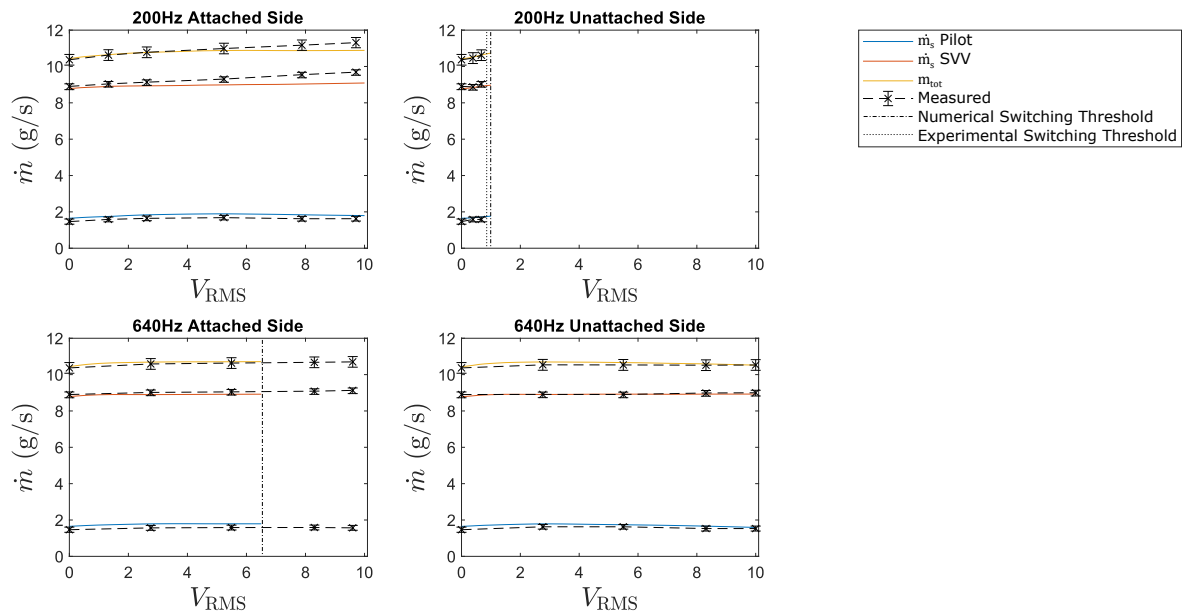 200Hz Attached Side
12
10
8
6
4
2
0
ṁ (g/s)
0 2 4 6 8 10
V_RMS
200Hz Unattached Side
12
10
8
6
4
2
0
ṁ (g/s)
0 2 4 6 8 10
V_RMS
ṁ_s Pilot
ṁ_s SVV
m_tot
Measured
Numerical Switching Threshold
Experimental Switching Threshold
640Hz Attached Side
12
10
8
6
4
2
0
ṁ (g/s)
0 2 4 6 8 10
V_RMS
640Hz Unattached Side
12
10
8
6
4
2
0
ṁ (g/s)
0 2 4 6 8 10
V_RMS